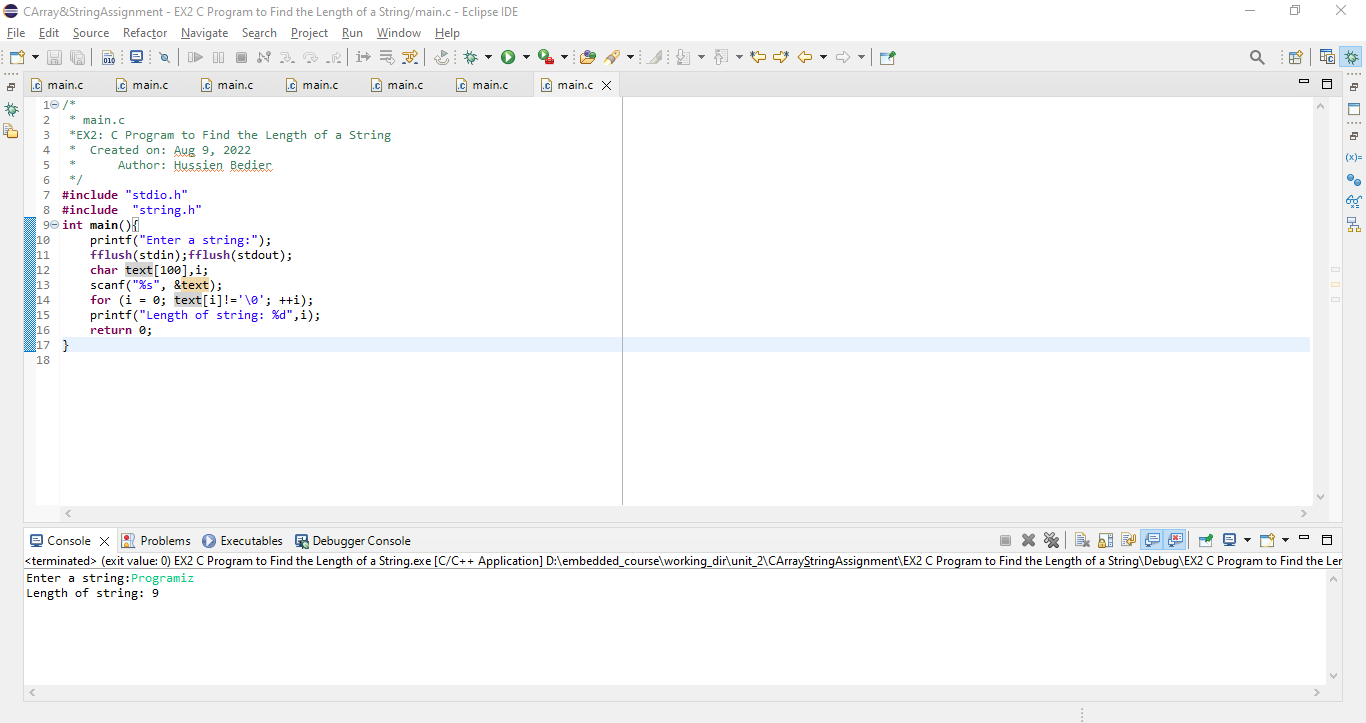 CArray&StringAssignment - EX2 C Program to Find the Length of a String/main.c - Eclipse IDE
File Edit Source Refactor Navigate Search Project Run Window Help
main.c main.c main.c main.c main.c main.c main.c
1 /*
2 * main.c
3 *EX2: C Program to Find the Length of a String
4 * Created on: Aug 9, 2022
5 * Author: Hussien Bedier
6 */
7 #include "stdio.h"
8 #include "string.h"
9 int main(){
10 printf("Enter a string:");
11 fflush(stdin);fflush(stdout);
12 char text[100],i;
13 scanf("%s", &text);
14 for (i = 0; text[i]!='\0'; ++i);
15 printf("Length of string: %d",i);
16 return 0;
17 }
18
Console Problems Executables Debugger Console
<terminated> (exit value: 0) EX2 C Program to Find the Length of a String.exe [C/C++ Application] D:\embedded_course\working_dir\unit_2\CArrayStringAssignment\EX2 C Program to Find the Length of a String\Debug\EX2 C Program to Find the Ler
Enter a string:Programiz
Length of string: 9